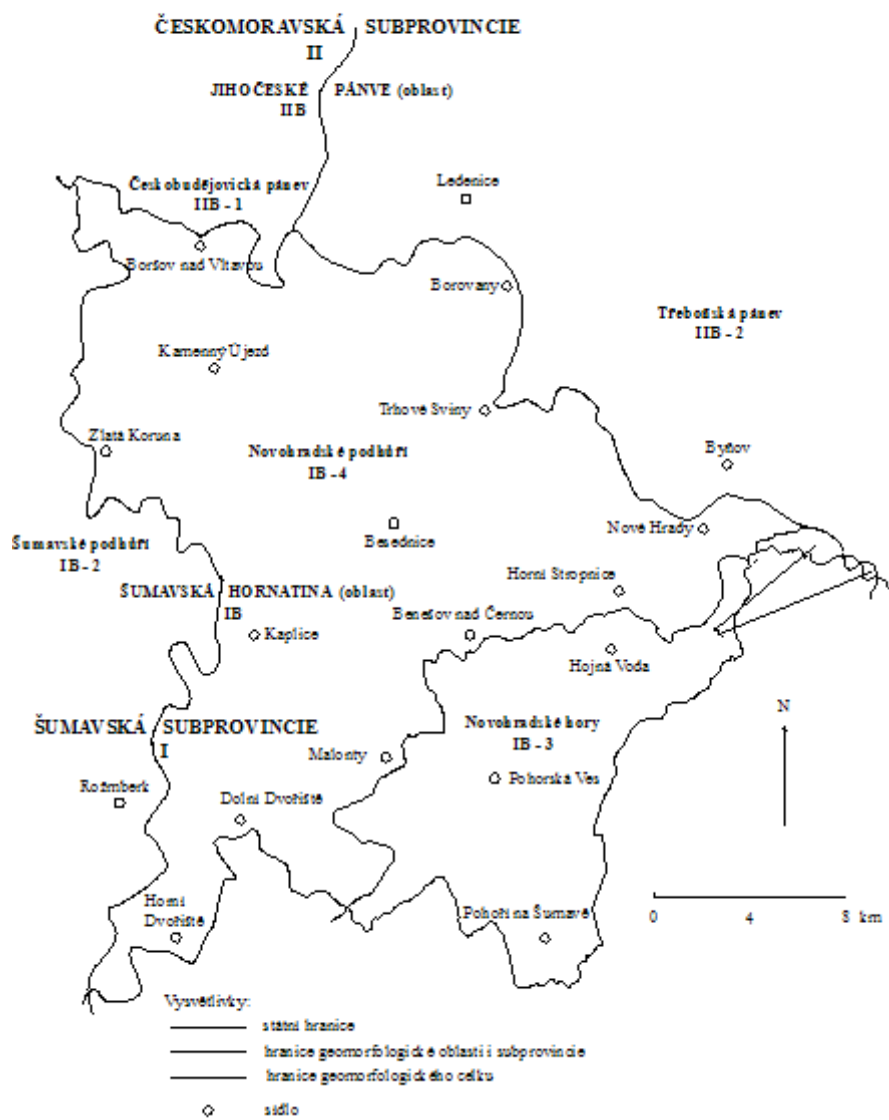 ČESKOMORAVSKÁ SUBPROVINCIE
II
JIHOČESKÉ PÁNVE (oblast)
IIB
Českobudějovická pánev
IIB - 1
Ledenice
Boršov nad Vltavou
Borovany
Třeboňská pánev
IIB - 2
Kamenný Újezd
Trhové Sviny
Zlatá Koruna
Novohradské podhůří
IB - 4
Byňov
Šumavské podhůří
IB - 2
Besednice
Nové Hrady
ŠUMAVSKÁ HORNATINA (oblast)
IB
Horní Stropnice
Benešov nad Černou
Kaplice
Hojná Voda
ŠUMAVSKÁ SUBPROVINCIE
I
Novohradské hory
IB - 3
N
Malonty
Pohorská Ves
Rožmberk
Dolní Dvořiště
Horní
Dvořiště
Pohoří na Šumavě
0 4 8 km
Vysvětlivky:
státní hranice
hranice geomorfologické oblasti i subprovincie
hranice geomorfologického celku
sídlo